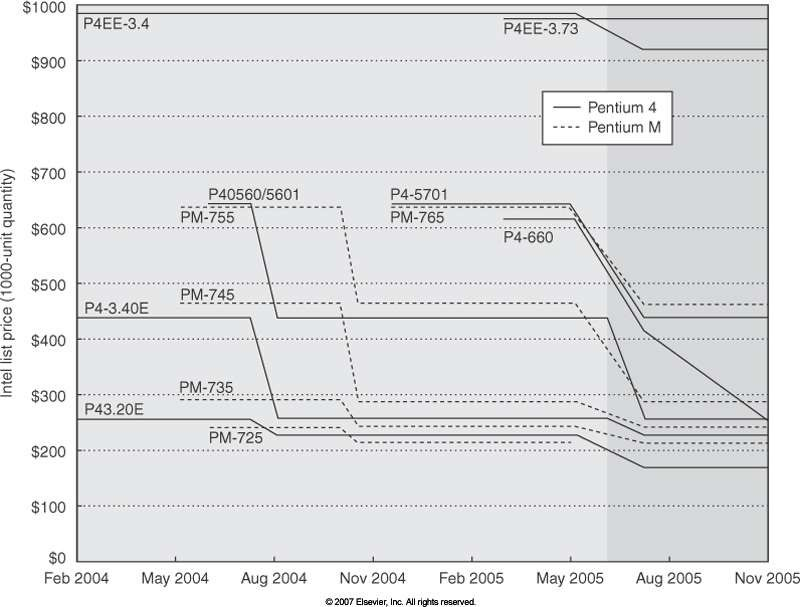 $1000
P4EE-3.4
P4EE-3.73
$900
$800
Pentium 4
Pentium M
$700
P40560/5601
P4-5701
PM-755
PM-765
$600
P4-660
$500
PM-745
P4-3.40E
$400
PM-735
$300
P43.20E
PM-725
$200
$100
$0
Intel list price (1000-unit quantity)
Feb 2004 May 2004 Aug 2004 Nov 2004 Feb 2005 May 2005 Aug 2005 Nov 2005
© 2007 Elsevier, Inc. All rights reserved.